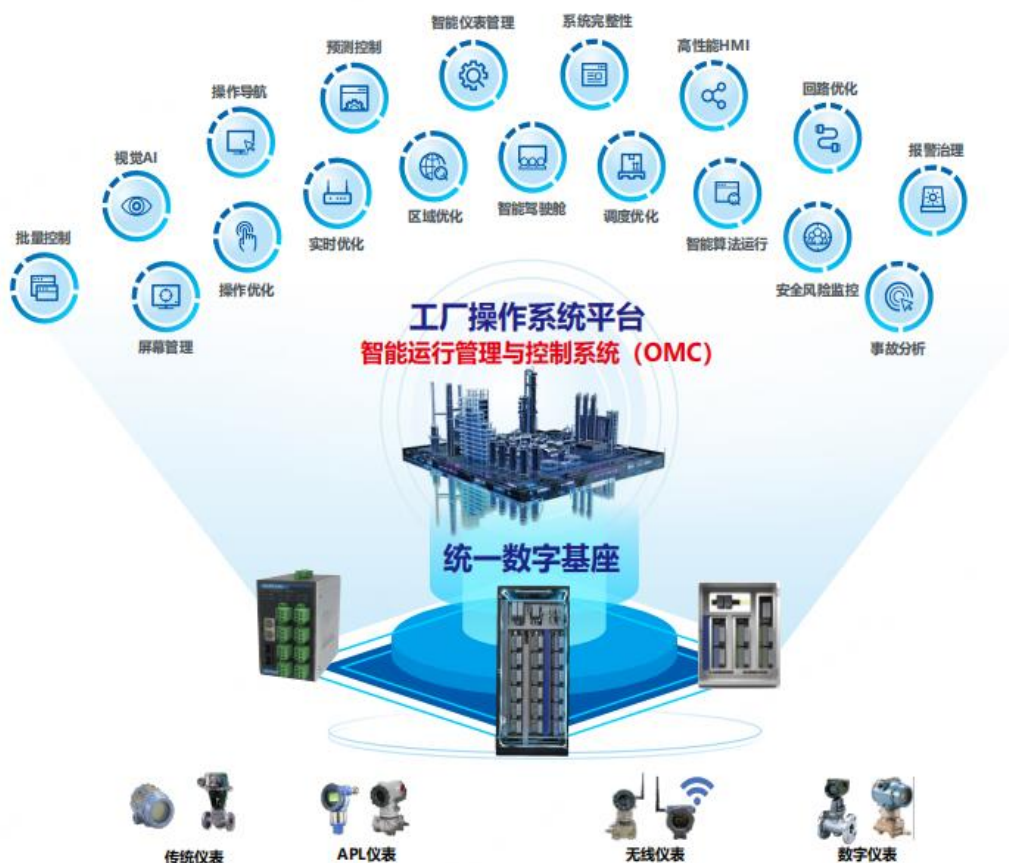 智能仪表管理
系统完整性
预测控制
高性能HMI
操作导航
回路优化
视觉AI
报警治理
批量控制
实时优化
区域优化
智能驾驶舱
调度优化
智能算法运行
屏幕管理
操作优化
安全风险监控
事故分析
工厂操作系统平台
智能运行管理与控制系统（OMC）
统一数字基座
传统仪表
APL仪表
无线仪表
数字仪表